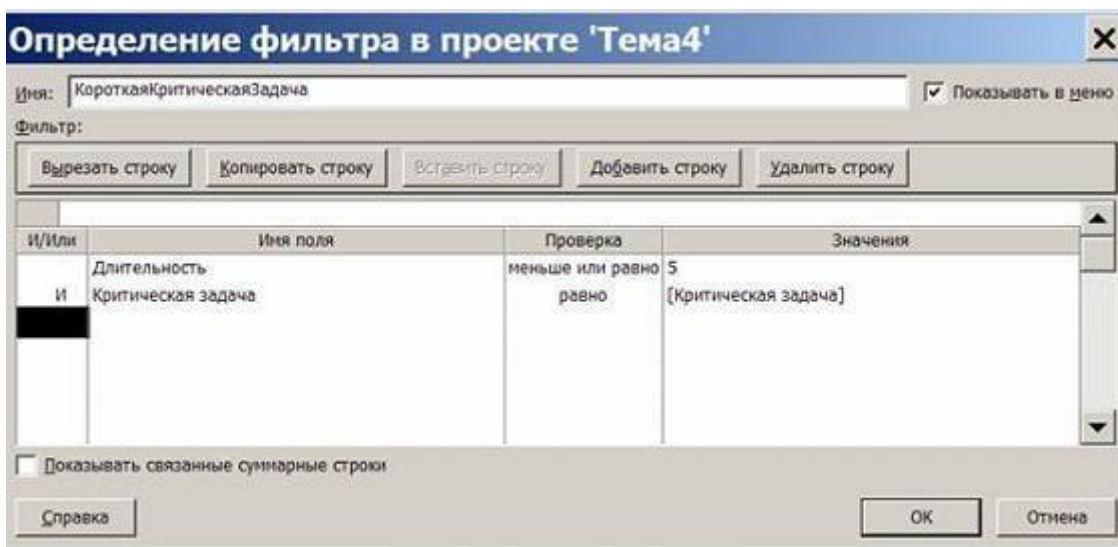 Определение фильтра в проекте 'Тема4'
Имя: КороткаяКритическаяЗадача Показывать в меню
Фильтр:
Вырезать строку Копировать строку Вставить строку Добавить строку Удалить строку
И/Или Имя поля Проверка Значения
Длительность меньше или равно 5
И Критическая задача равно [Критическая задача]
Показывать связанные суммарные строки
Справка ОК Отмена